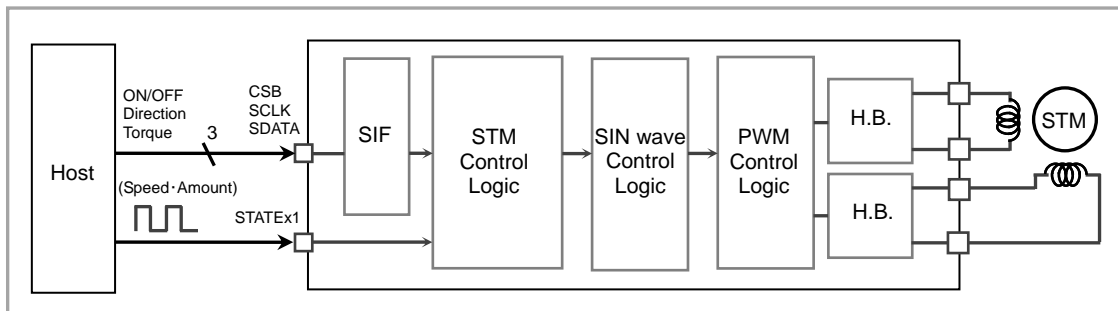 Host
ON/OFF
Direction
Torque
3
CSB
SCLK
SDATA
(Speed･Amount)
STATEx1
SIF
STM
Control
Logic
SIN wave
Control
Logic
PWM
Control
Logic
H.B.
H.B.
STM